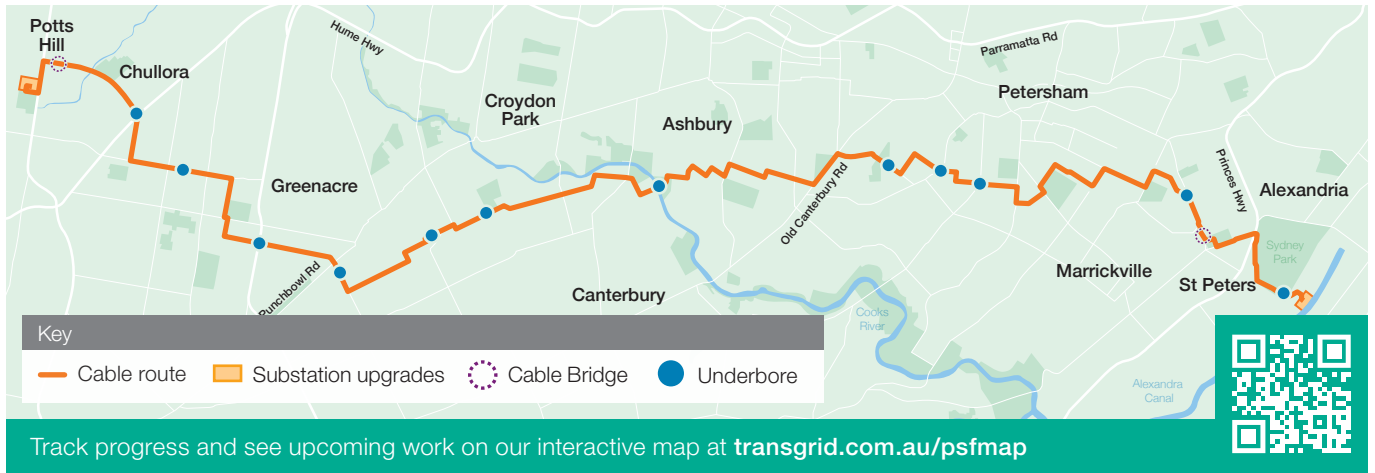 Potts
Hill
Chullora
Hume Hwy
Croydon
Park
Ashbury
Parramatta Rd
Petersham
Princes Hwy
Alexandria
Greenacre
Old Canterbury Rd
Sydney
Park
Punchbowl Rd
Canterbury
Marrickville
St Peters
Cooks
River
Alexandra
Canal
Key
Cable route
Substation upgrades
Cable Bridge
Underbore
Track progress and see upcoming work on our interactive map at transgrid.com.au/psfmap